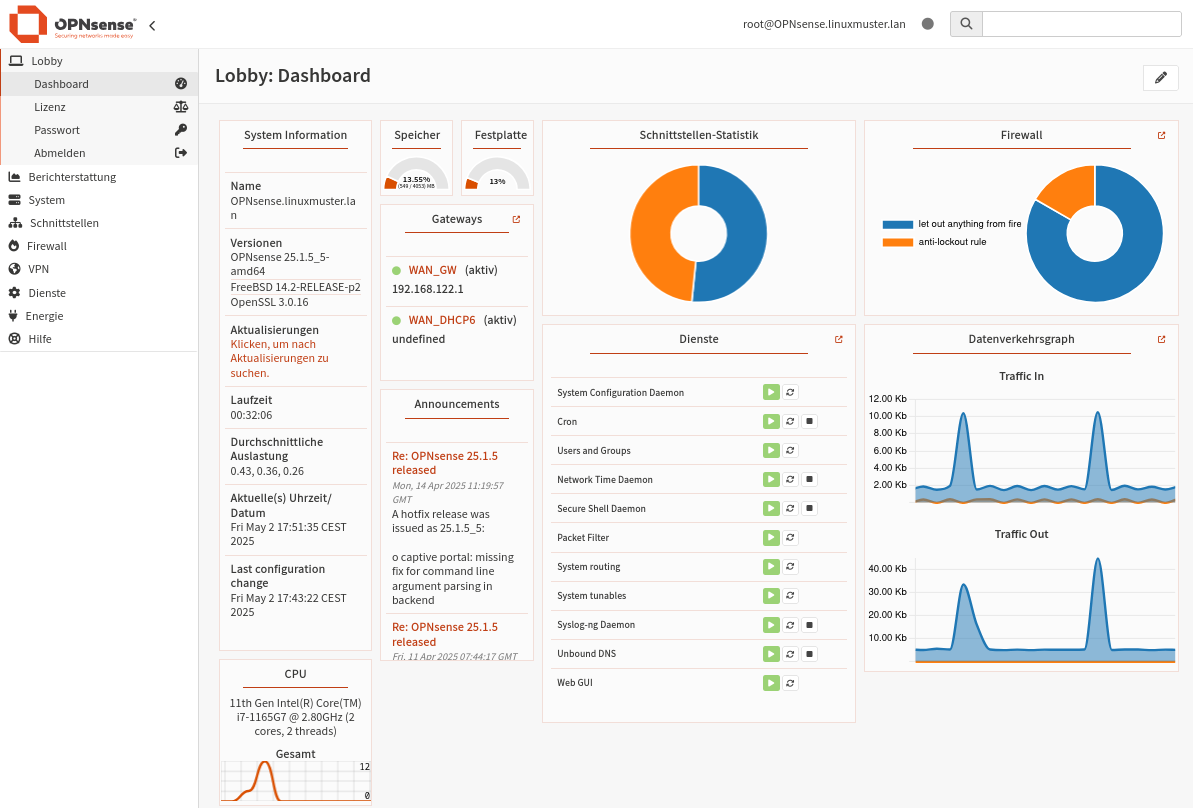 OPNsense
Securing networks made easy
root@OPNsense.linuxmuster.lan
Lobby
Dashboard
Lizenz
Passwort
Abmelden
Berichterstattung
System
Schnittstellen
Firewall
VPN
Dienste
Energie
Hilfe
Lobby: Dashboard
System Information
Name
OPNsense.linuxmuster.la
n
Versionen
OPNsense 25.1.5_5-
amd64
FreeBSD 14.2-RELEASE-p2
OpenSSL 3.0.16
Aktualisierungen
Klicken, um nach
Aktualisierungen zu
suchen.
Laufzeit
00:32:06
Durchschnittliche
Auslastung
0.43, 0.36, 0.26
Aktuelle(s) Uhrzeit/
Datum
Fri May 2 17:51:35 CEST
2025
Last configuration
change
Fri May 2 17:43:22 CEST
2025
CPU
11th Gen Intel(R) Core(TM)
i7-1165G7 @ 2.80GHz (2
cores, 2 threads)
Gesamt
12
0
Speicher
13.55%
(549 / 4053) MB
Festplatte
13%
Gateways
WAN_GW (aktiv)
192.168.122.1
WAN_DHCP6 (aktiv)
undefined
Announcements
Re: OPNsense 25.1.5
released
Mon, 14 Apr 2025 11:19:57
GMT
A hotfix release was
issued as 25.1.5_5:
o captive portal: missing
fix for command line
argument parsing in
backend
Re: OPNsense 25.1.5
released
Fri, 11 Apr 2025 07:44:17 GMT
Schnittstellen-Statistik
Dienste
System Configuration Daemon
Cron
Users and Groups
Network Time Daemon
Secure Shell Daemon
Packet Filter
System routing
System tunables
Syslog-ng Daemon
Unbound DNS
Web GUI
Firewall
let out anything from fire
anti-lockout rule
Datenverkehrsgraph
Traffic In
12.00 Kb
10.00 Kb
8.00 Kb
6.00 Kb
4.00 Kb
2.00 Kb
Traffic Out
40.00 Kb
30.00 Kb
20.00 Kb
10.00 Kb